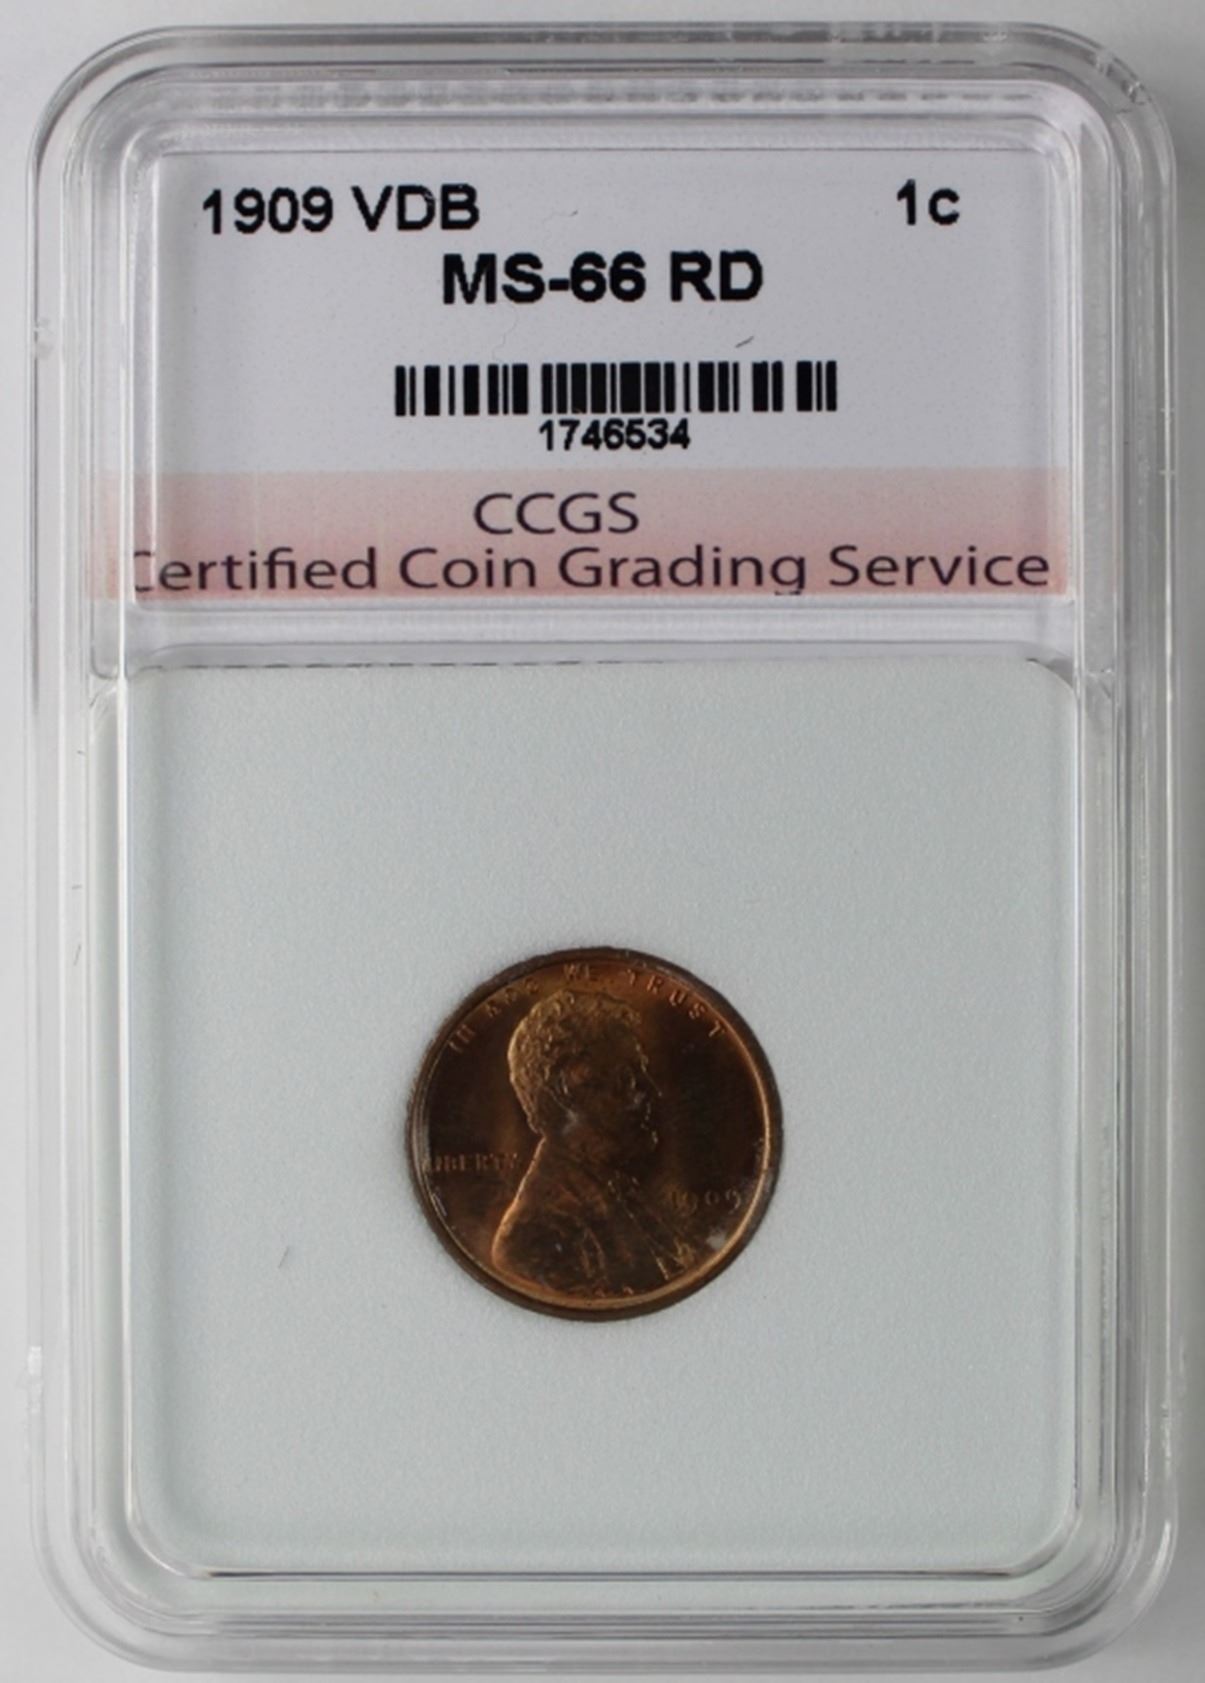 1909 VDB 1c
MS-66 RD
1746534
CCGS
Certified Coin Grading Service
IN GOD WE TRUST
LIBERTY
1909